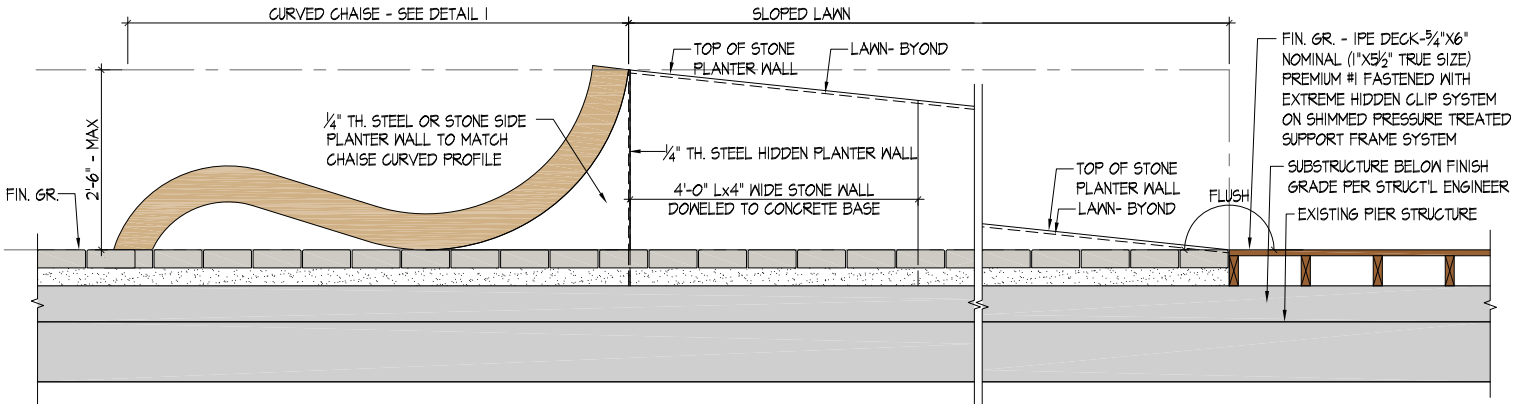 CURVED CHAISE - SEE DETAIL 1
SLOPED LAWN
TOP OF STONE
PLANTER WALL
LAWN- BYOND
FIN. GR. - IPE DECK-5/4"X6"
NOMINAL (1"X5½" TRUE SIZE)
PREMIUM #1 FASTENED WITH
EXTREME HIDDEN CLIP SYSTEM
ON SHIMMED PRESSURE TREATED
SUPPORT FRAME SYSTEM
2'-6" - MAX
¼" TH. STEEL OR STONE SIDE
PLANTER WALL TO MATCH
CHAISE CURVED PROFILE
¼" TH. STEEL HIDDEN PLANTER WALL
4'-0" Lx4" WIDE STONE WALL
DOWELED TO CONCRETE BASE
TOP OF STONE
PLANTER WALL
LAWN- BYOND
FLUSH
SUBSTRUCTURE BELOW FINISH
GRADE PER STRUCT'L ENGINEER
EXISTING PIER STRUCTURE
FIN. GR.